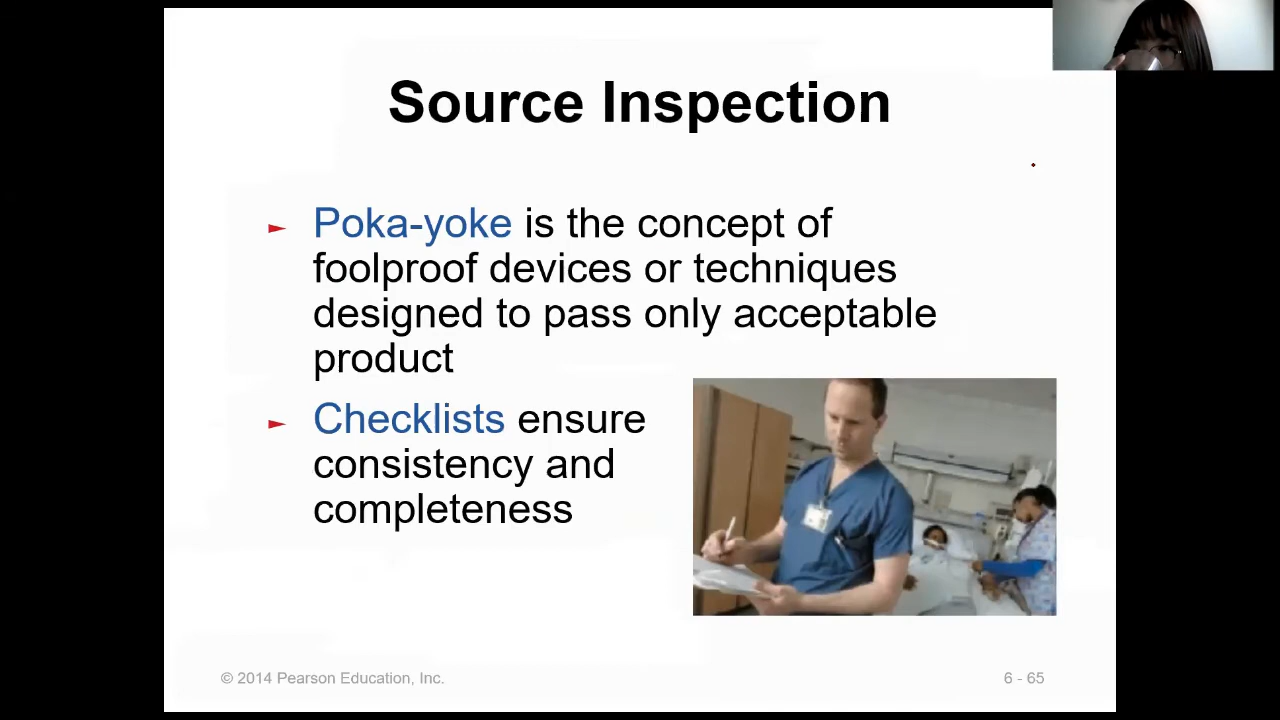 Source Inspection
Poka-yoke is the concept of
foolproof devices or techniques
designed to pass only acceptable
product
Checklists ensure
consistency and
completeness
© 2014 Pearson Education, Inc.
6 - 65